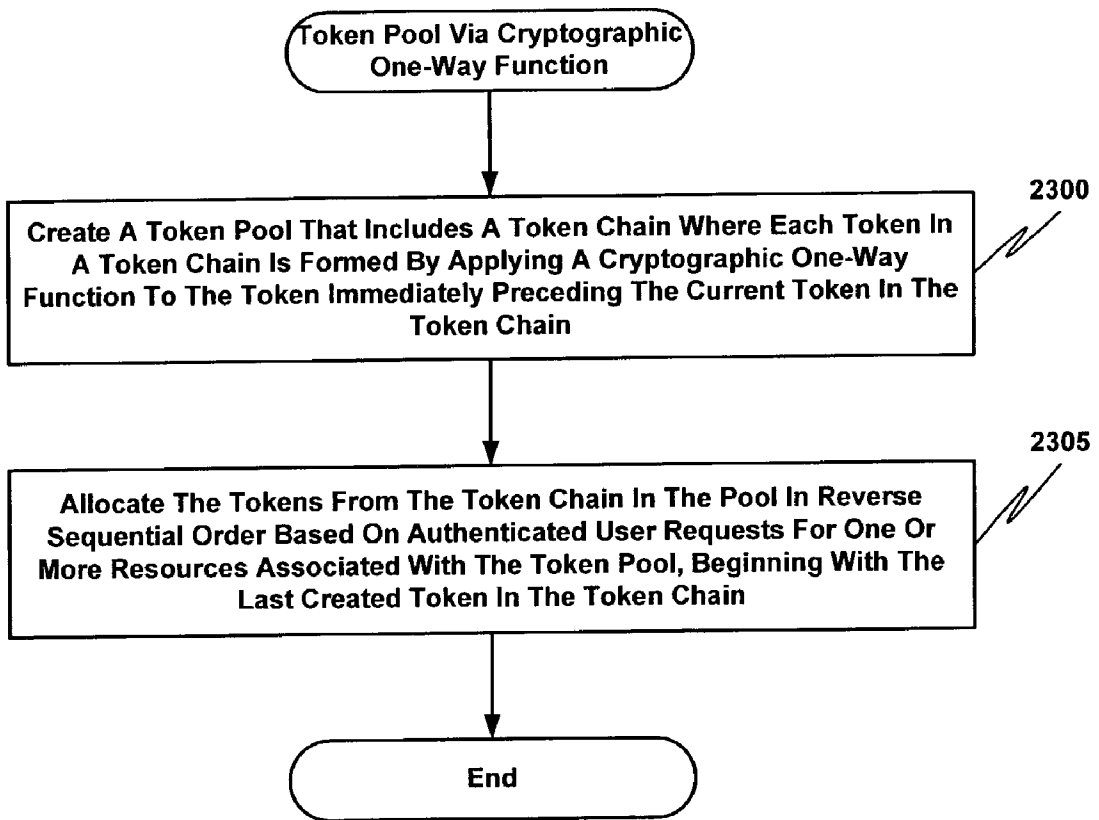 Token Pool Via Cryptographic
One-Way Function
2300
Create A Token Pool That Includes A Token Chain Where Each Token In
A Token Chain Is Formed By Applying A Cryptographic One-Way
Function To The Token Immediately Preceding The Current Token In The
Token Chain
2305
Allocate The Tokens From The Token Chain In The Pool In Reverse
Sequential Order Based On Authenticated User Requests For One Or
More Resources Associated With The Token Pool, Beginning With The
Last Created Token In The Token Chain
End